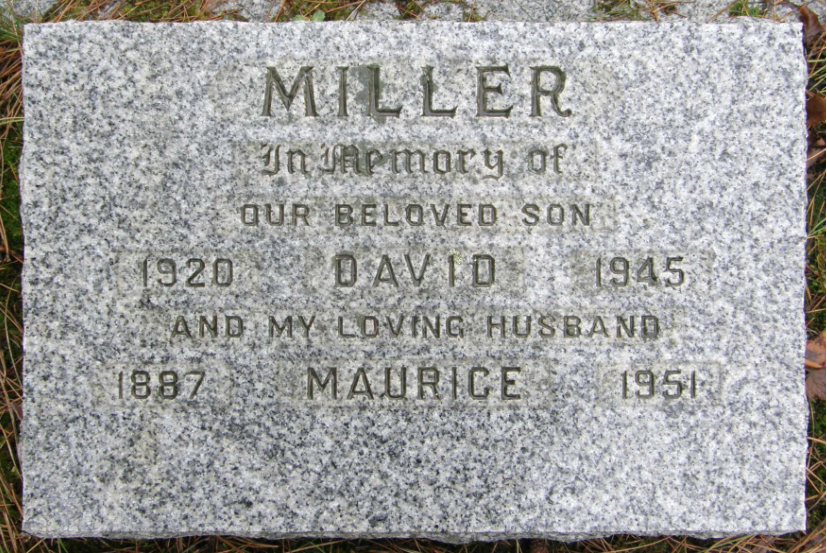 MILLER
In Memory of
OUR BELOVED SON
1920 DAVID 1945
AND MY LOVING HUSBAND
1887 MAURICE 1951